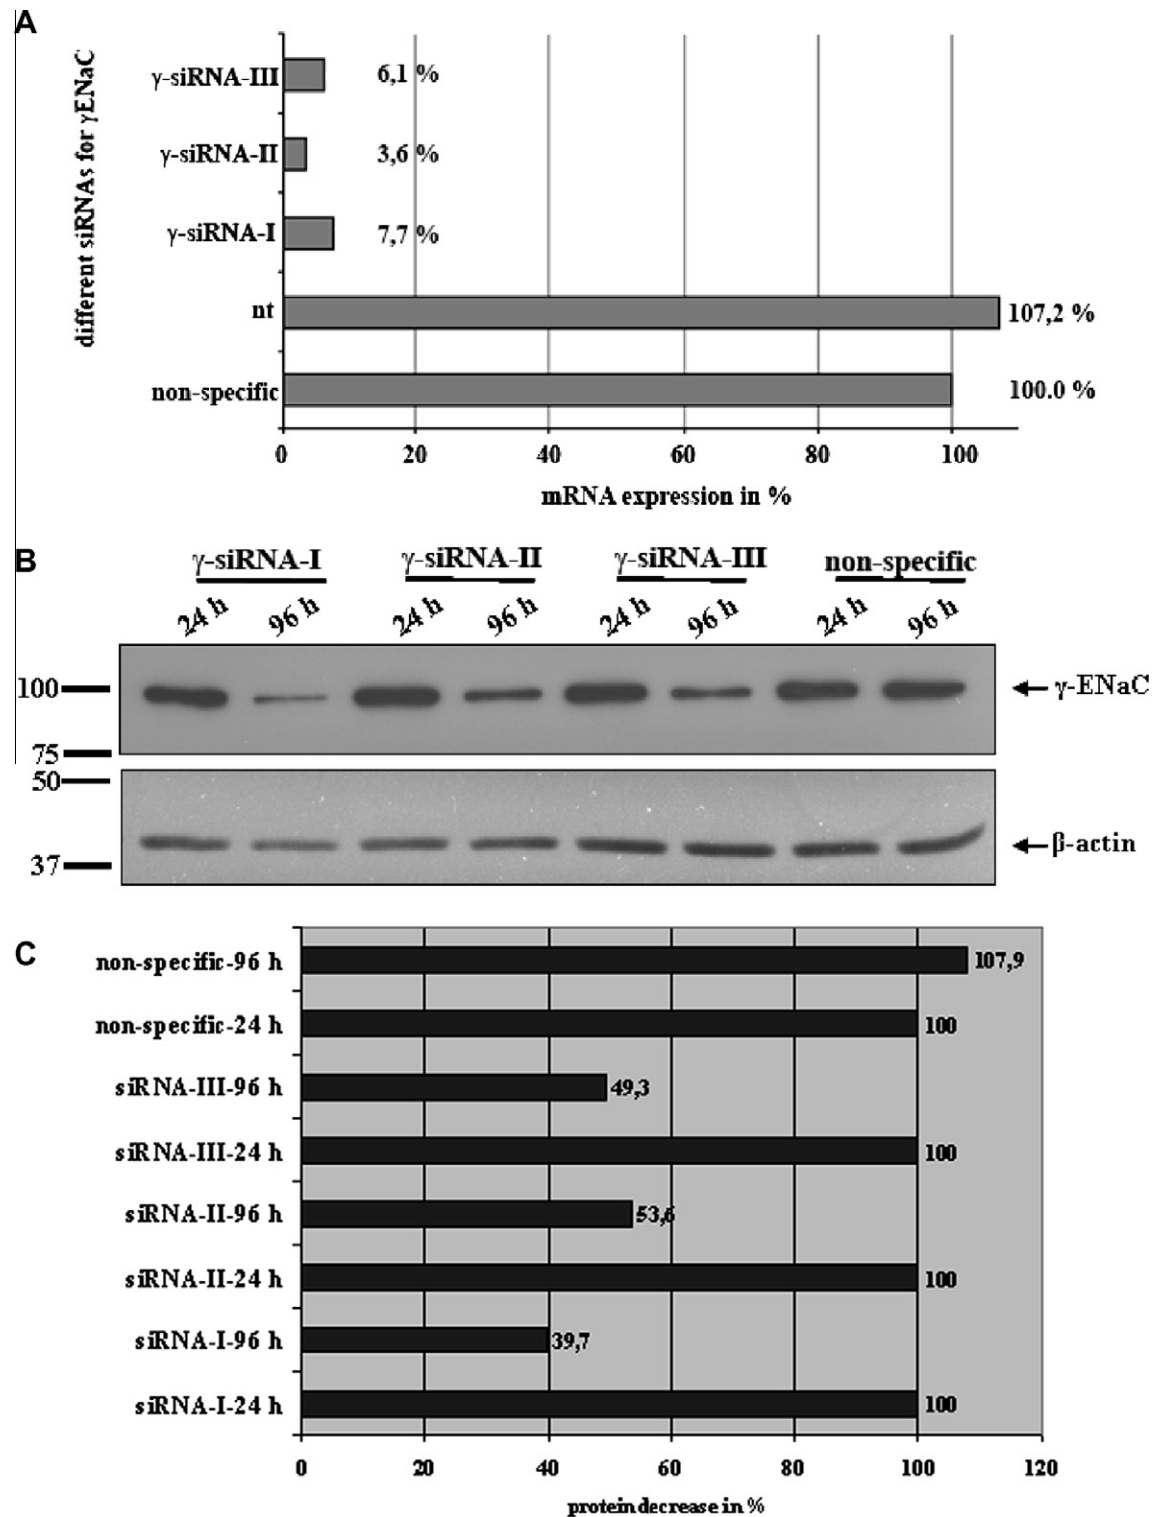 A
different siRNAs for γENaC
γ-siRNA-III 6,1 %
γ-siRNA-II 3,6 %
γ-siRNA-I 7,7 %
nt 107,2 %
non-specific 100.0 %
0 20 40 60 80 100
mRNA expression in %
B
γ-siRNA-I γ-siRNA-II γ-siRNA-III non-specific
24 h 96 h 24 h 96 h 24 h 96 h 24 h 96 h
100
γ-ENaC
75
50
β-actin
37
C
non-specific-96 h 107,9
non-specific-24 h 100
siRNA-III-96 h 49,3
siRNA-III-24 h 100
siRNA-II-96 h 53,6
siRNA-II-24 h 100
siRNA-I-96 h 39,7
siRNA-I-24 h 100
0 20 40 60 80 100 120
protein decrease in %